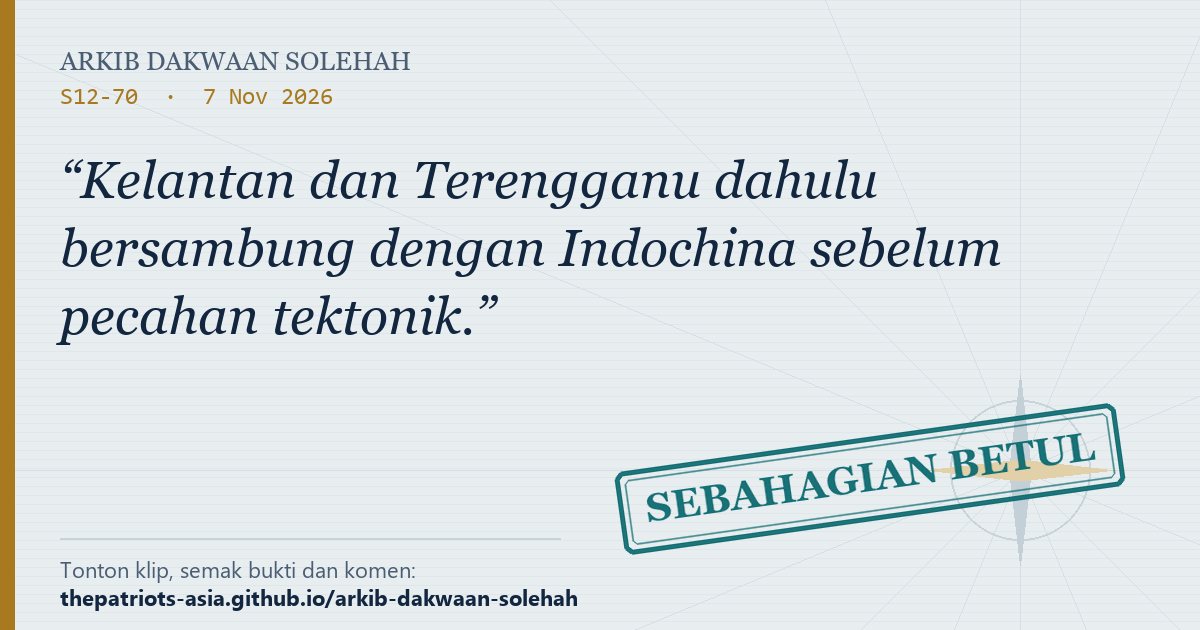 ARKIB DAKWAAN SOLEHAH
S12-70 · 7 Nov 2026
“Kelantan dan Terengganu dahulu
bersambung dengan Indochina sebelum
pecahan tektonik.”
SEBAHAGIAN BETUL
Tonton klip, semak bukti dan komen:
thepatriots-asia.github.io/arkib-dakwaan-solehah